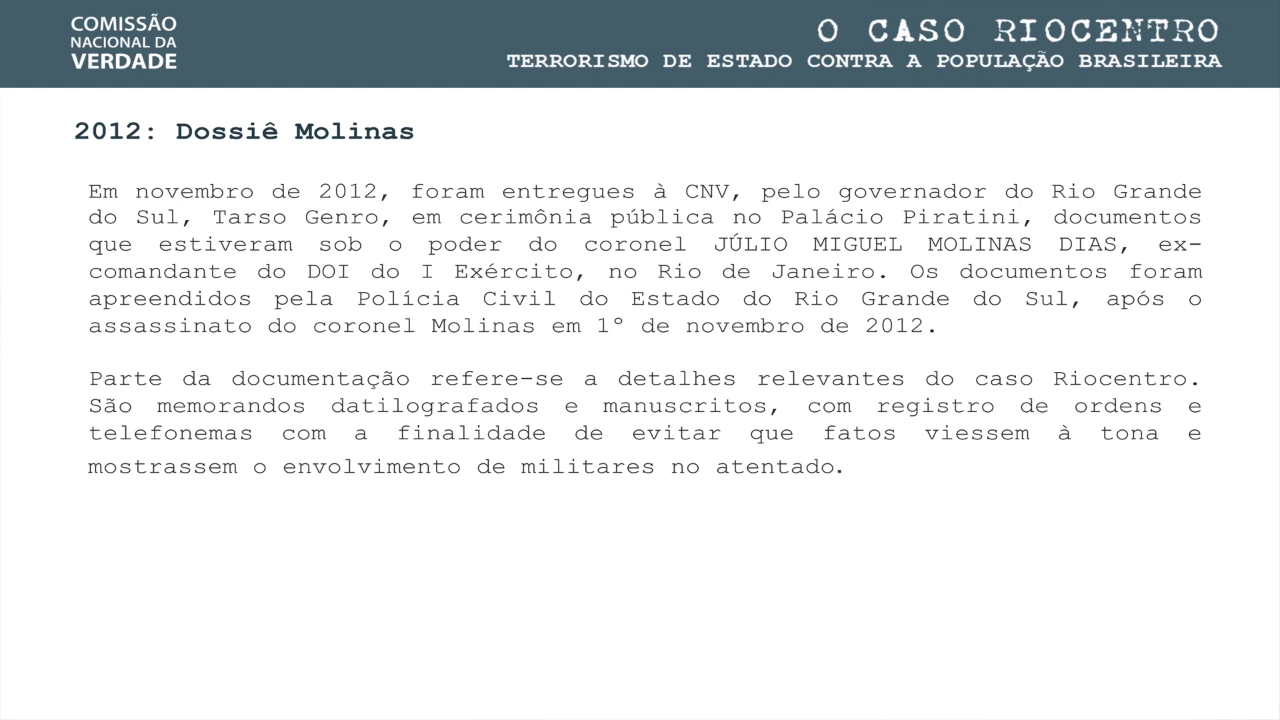 COMISSÃO
NACIONAL DA
VERDADE
O CASO RIOCENTRO
TERRORISMO DE ESTADO CONTRA A POPULAÇÃO BRASILEIRA
2012: Dossiê Molinas
Em novembro de 2012, foram entregues à CNV, pelo governador do Rio Grande
do Sul, Tarso Genro, em cerimônia pública no Palácio Piratini, documentos
que estiveram sob o poder do coronel JÚLIO MIGUEL MOLINAS DIAS, ex-
comandante do DOI do I Exército, no Rio de Janeiro. Os documentos foram
apreendidos pela Polícia Civil do Estado do Rio Grande do Sul, após o
assassinato do coronel Molinas em 1º de novembro de 2012.
Parte da documentação refere-se a detalhes relevantes do caso Riocentro.
São memorandos datilografados e manuscritos, com registro de ordens e
telefonemas com a finalidade de evitar que fatos viessem à tona e
mostrassem o envolvimento de militares no atentado.